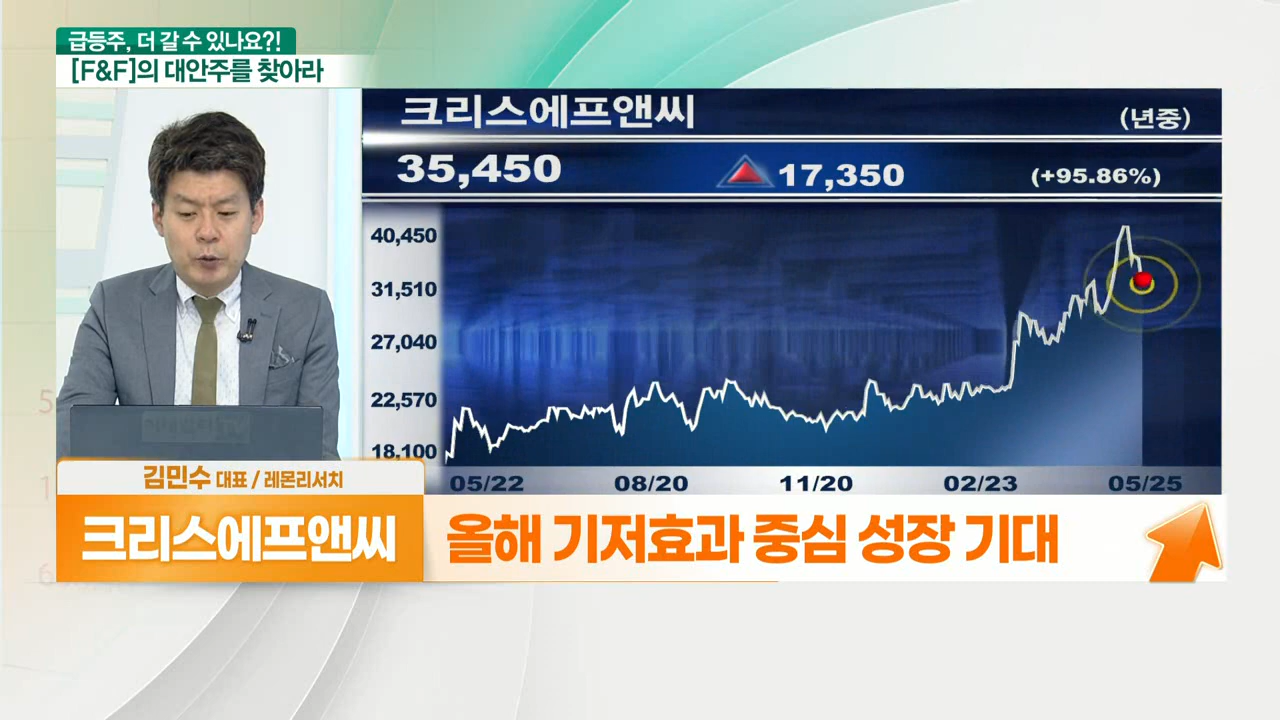 급등주, 더 갈 수 있나요?!
[F&F]의 대안주를 찾아라
크리스에프앤씨
(년중)
35,450
17,350
(+95.86%)
40,450
31,510
27,040
22,570
18,100
05/22
08/20
11/20
02/23
05/25
김민수 대표 / 레몬리서치
크리스에프앤씨
올해 기저효과 중심 성장 기대